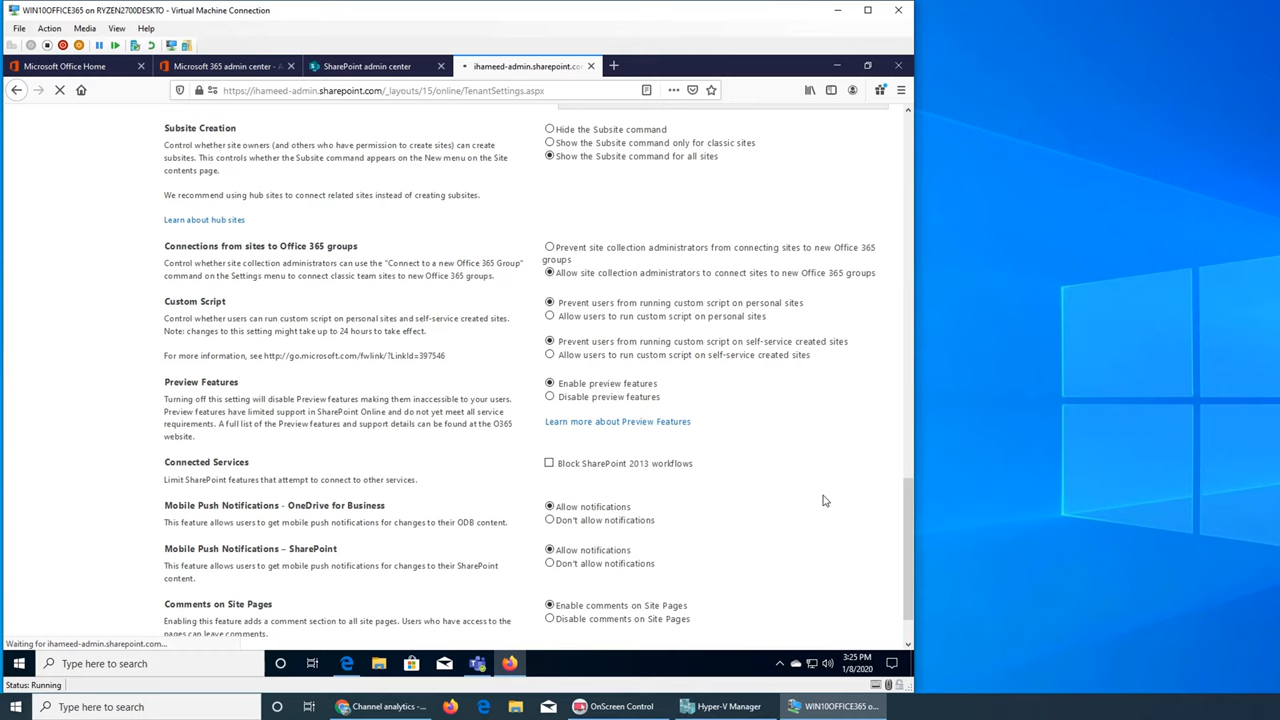 WIN10OFFICE365 on RYZEN2700DESKTO - Virtual Machine Connection
File Action Media View Help
Microsoft Office Home
Microsoft 365 admin center - A
SharePoint admin center
ihameed-admin.sharepoint.co
https://ihameed-admin.sharepoint.com/_layouts/15/online/TenantSettings.aspx
Subsite Creation
Control whether site owners (and others who have permission to create sites) can create
subsites. This controls whether the Subsite command appears on the New menu on the Site
contents page.
We recommend using hub sites to connect related sites instead of creating subsites.
Learn about hub sites
Hide the Subsite command
Show the Subsite command only for classic sites
Show the Subsite command for all sites
Connections from sites to Office 365 groups
Control whether site collection administrators can use the "Connect to a new Office 365 Group"
command on the Settings menu to connect classic team sites to new Office 365 groups.
Prevent site collection administrators from connecting sites to new Office 365
groups
Allow site collection administrators to connect sites to new Office 365 groups
Custom Script
Control whether users can run custom script on personal sites and self-service created sites.
Note: changes to this setting might take up to 24 hours to take effect.
For more information, see http://go.microsoft.com/fwlink/?LinkId=397546
Prevent users from running custom script on personal sites
Allow users to run custom script on personal sites
Prevent users from running custom script on self-service created sites
Allow users to run custom script on self-service created sites
Preview Features
Turning off this setting will disable Preview features making them inaccessible to your users.
Preview features have limited support in SharePoint Online and do not yet meet all service
requirements. A full list of the Preview features and support details can be found at the O365
website.
Enable preview features
Disable preview features
Learn more about Preview Features
Connected Services
Limit SharePoint features that attempt to connect to other services.
Block SharePoint 2013 workflows
Mobile Push Notifications - OneDrive for Business
This feature allows users to get mobile push notifications for changes to their ODB content.
Allow notifications
Don't allow notifications
Mobile Push Notifications – SharePoint
This feature allows users to get mobile push notifications for changes to their SharePoint
content.
Allow notifications
Don't allow notifications
Comments on Site Pages
Enabling this feature adds a comment section to all site pages. Users who have access to the
pages can leave comments.
Enable comments on Site Pages
Disable comments on Site Pages
Waiting for ihameed-admin.sharepoint.com...
Type here to search
3:25 PM
1/8/2020
Status: Running
Type here to search
Channel analytics -...
OnScreen Control
Hyper-V Manager
WIN10OFFICE365 o...